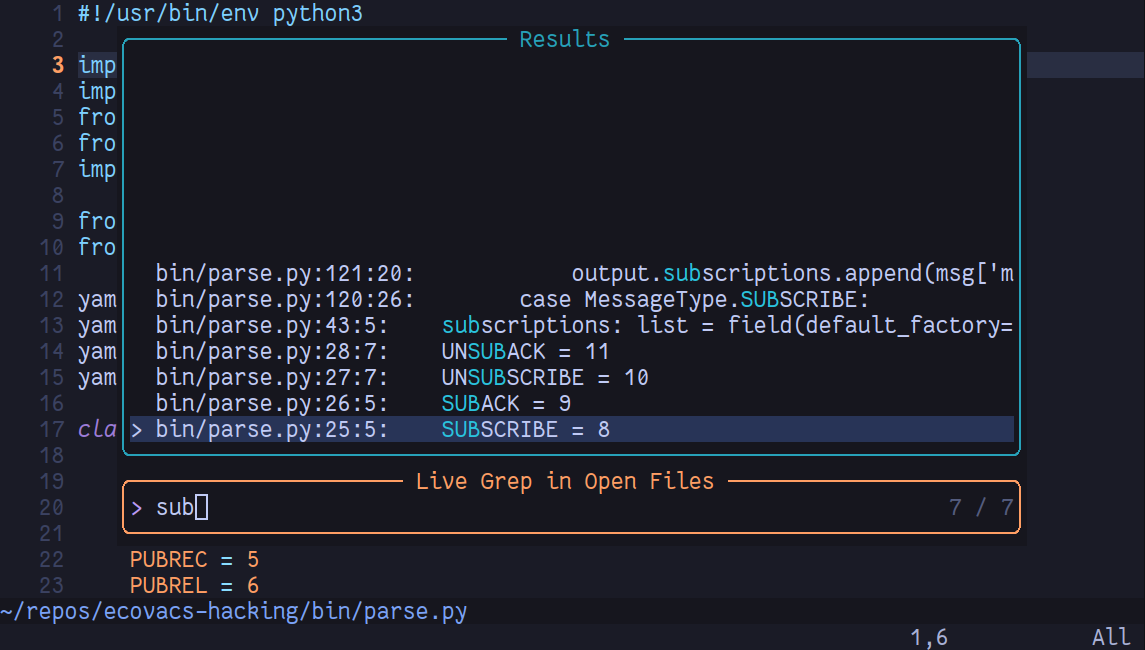 1 #!/usr/bin/env python3
2
Results
3 imp
4 imp
5 fro
6 fro
7 imp
8
9 fro
10 fro
11 bin/parse.py:121:20: output.subscriptions.append(msg['m
12 yam bin/parse.py:120:26: case MessageType.SUBSCRIBE:
13 yam bin/parse.py:43:5: subscriptions: list = field(default_factory=
14 yam bin/parse.py:28:7: UNSUBACK = 11
15 yam bin/parse.py:27:7: UNSUBSCRIBE = 10
16 bin/parse.py:26:5: SUBACK = 9
17 cla > bin/parse.py:25:5: SUBSCRIBE = 8
18
19 Live Grep in Open Files
20 > sub 7 / 7
21
22 PUBREC = 5
23 PUBREL = 6
~/repos/ecovacs-hacking/bin/parse.py
1,6 All